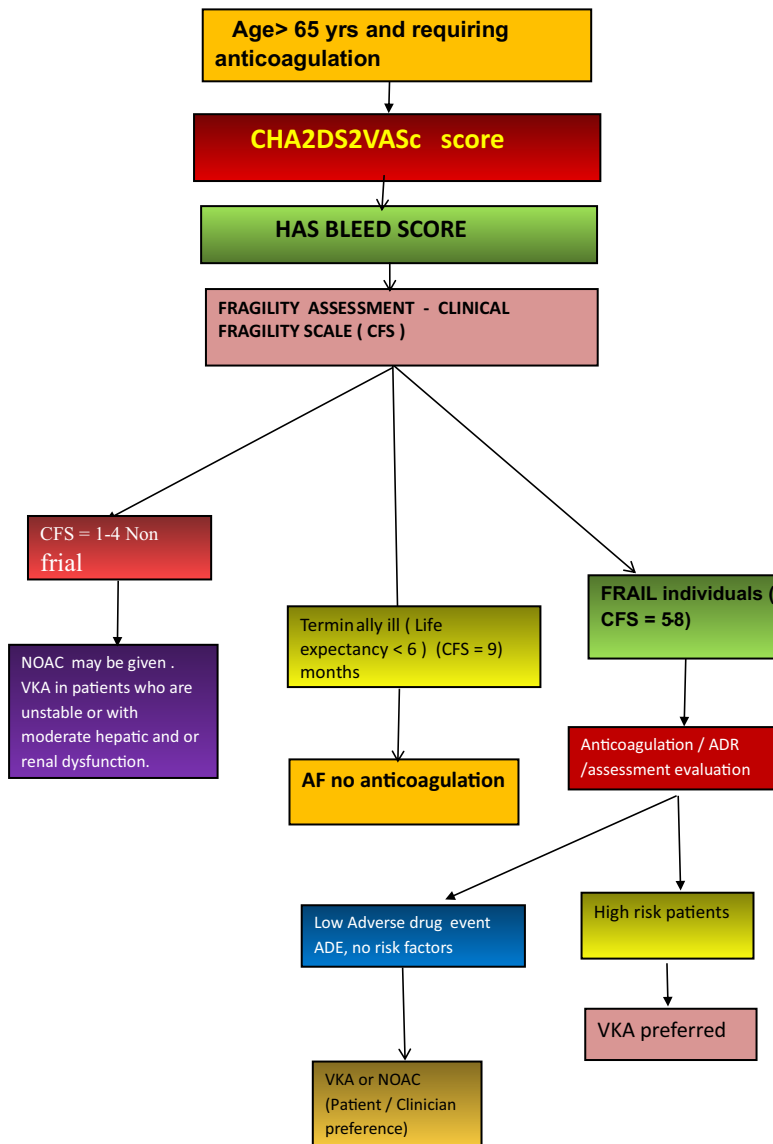 Age> 65 yrs and requiring
anticoagulation
CHA2DS2VASc score
HAS BLEED SCORE
FRAGILITY ASSESSMENT - CLINICAL
FRAGILITY SCALE ( CFS )
CFS = 1-4 Non
frial
Terminally ill ( Life
expectancy < 6 ) (CFS = 9)
months
FRAIL individuals (
CFS = 58)
NOAC may be given .
VKA in patients who are
unstable or with
moderate hepatic and or
renal dysfunction.
AF no anticoagulation
Anticoagulation / ADR
/assessment evaluation
Low Adverse drug event
ADE, no risk factors
High risk patients
VKA preferred
VKA or NOAC
(Patient / Clinician
preference)